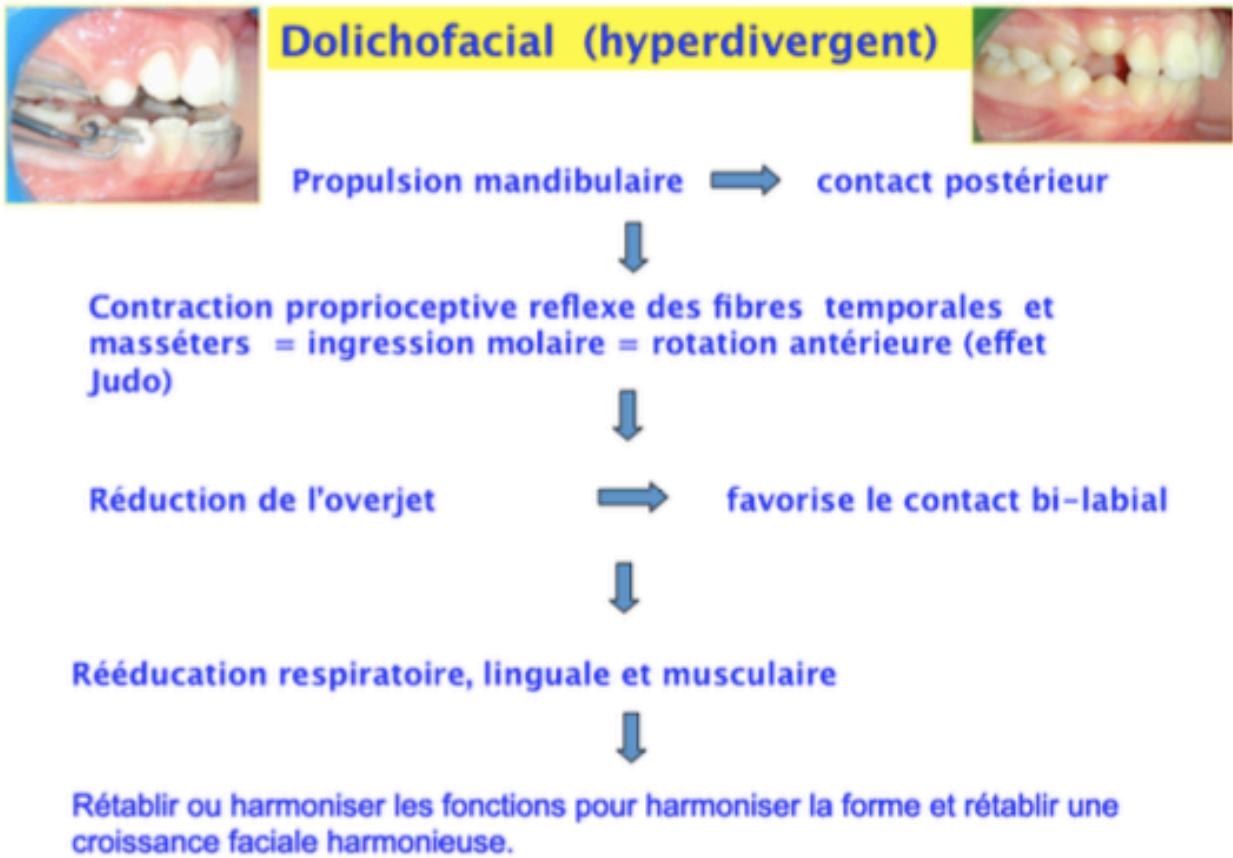 Dolichofacial (hyperdivergent)
Propulsion mandibulaire contact postérieur
Contraction proprioceptive reflexe des fibres temporales et
masséters = ingression molaire = rotation antérieure (effet
Judo)
Réduction de l'overjet favorise le contact bi-labial
Rééducation respiratoire, linguale et musculaire
Rétablir ou harmoniser les fonctions pour harmoniser la forme et rétablir une
croissance faciale harmonieuse.